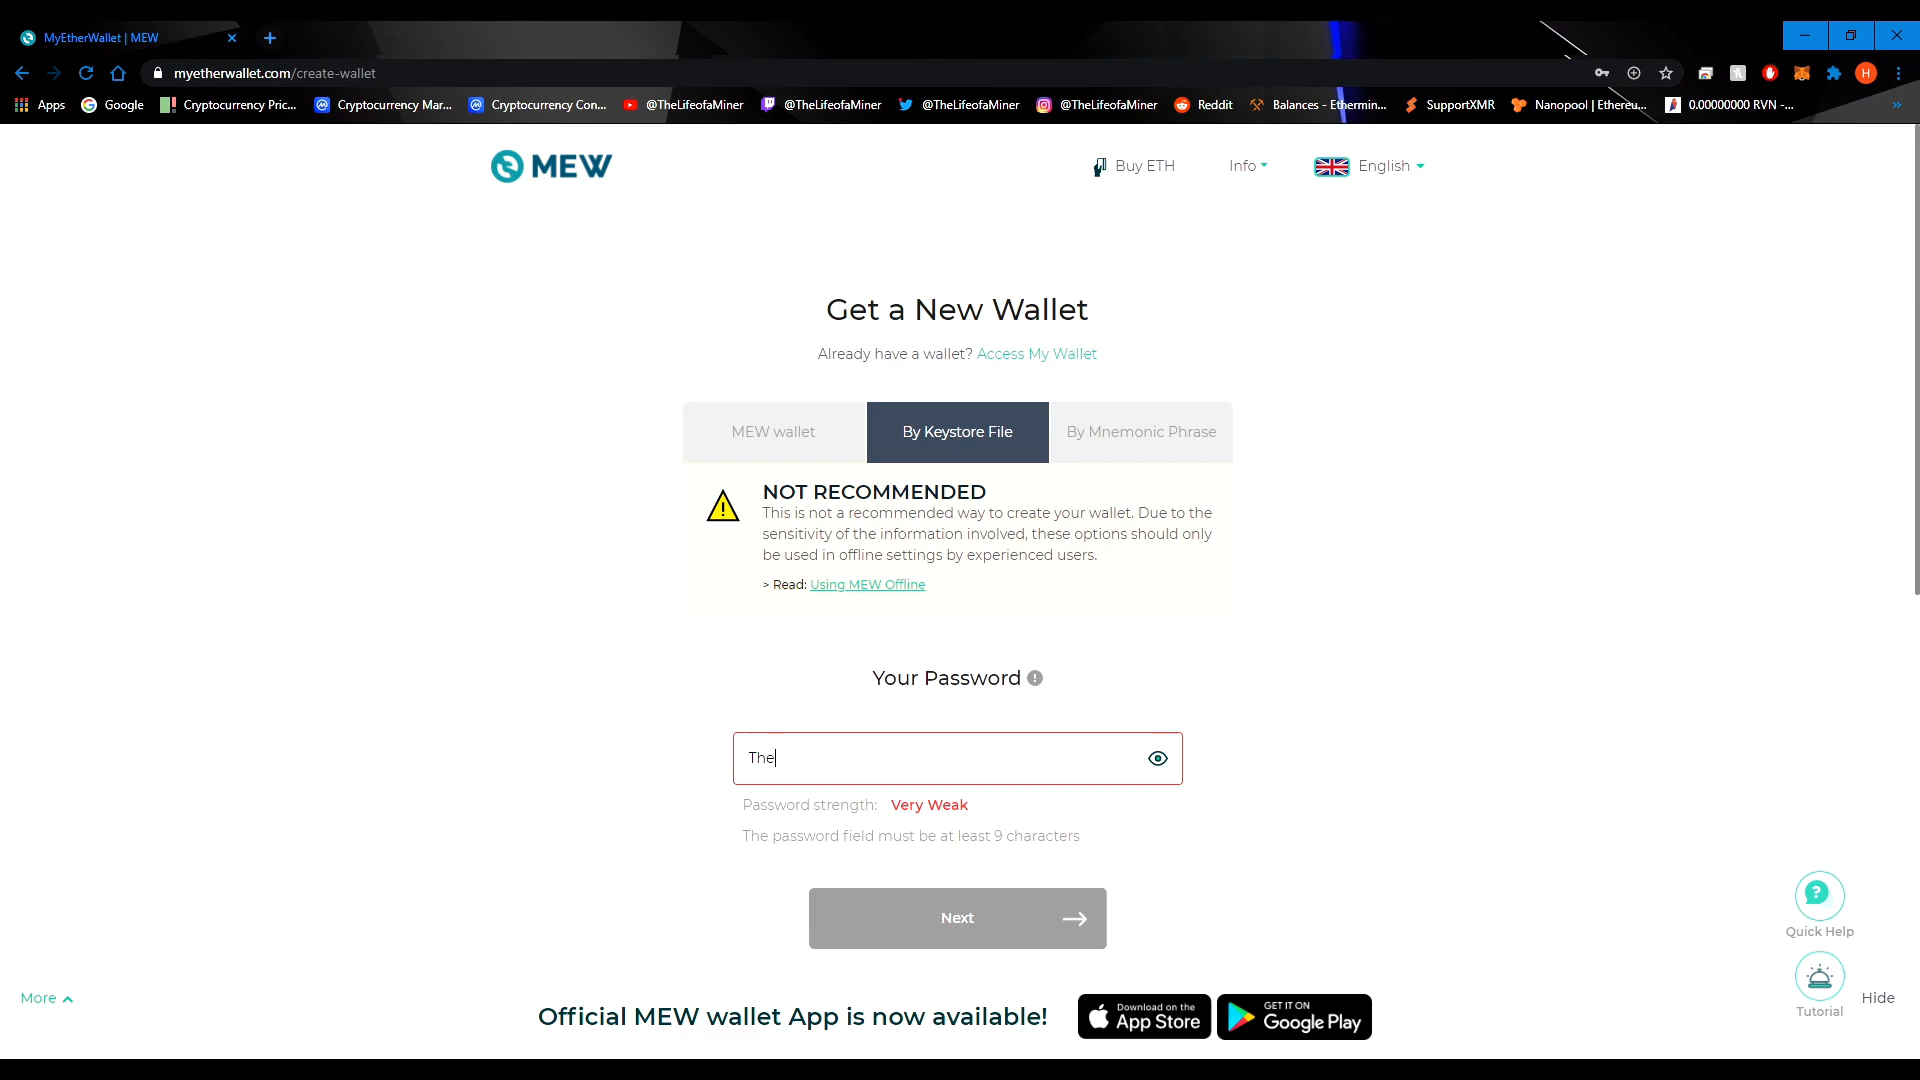 MyEtherWallet | MEW
myetherwallet.com/create-wallet
H
Apps
Google
Cryptocurrency Pric...
Cryptocurrency Mar...
Cryptocurrency Con...
@TheLifeofaMiner
@TheLifeofaMiner
@TheLifeofaMiner
@TheLifeofaMiner
Reddit
Balances - Ethermin...
SupportXMR
Nanopool | Ethereu...
0.00000000 RVN -...
»
MEW
Buy ETH
Info
English
Get a New Wallet
Already have a wallet? Access My Wallet
MEW wallet
By Keystore File
By Mnemonic Phrase
NOT RECOMMENDED
This is not a recommended way to create your wallet. Due to the
sensitivity of the information involved, these options should only
be used in offline settings by experienced users.
> Read: Using MEW Offline
Your Password
The
Password strength: Very Weak
The password field must be at least 9 characters
Next
Quick Help
Tutorial
Hide
More
Official MEW wallet App is now available!
Download on the
App Store
GET IT ON
Google Play